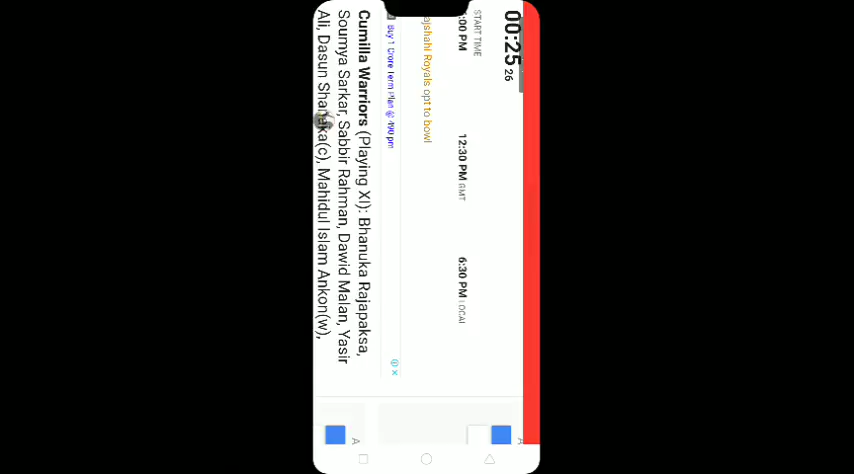 00:25
26
START TIME
:00 PM
12:30 PM GMT
6:30 PM LOCAL
ajshahi Royals opt to bowl
Buy 1 Crore Term Plan @ 490 pm
Cumilla Warriors (Playing XI): Bhanuka Rajapaksa,
Soumya Sarkar, Sabbir Rahman, Dawid Malan, Yasir
Ali, Dasun Shanaka(c), Mahidul Islam Ankon(w),
A
A